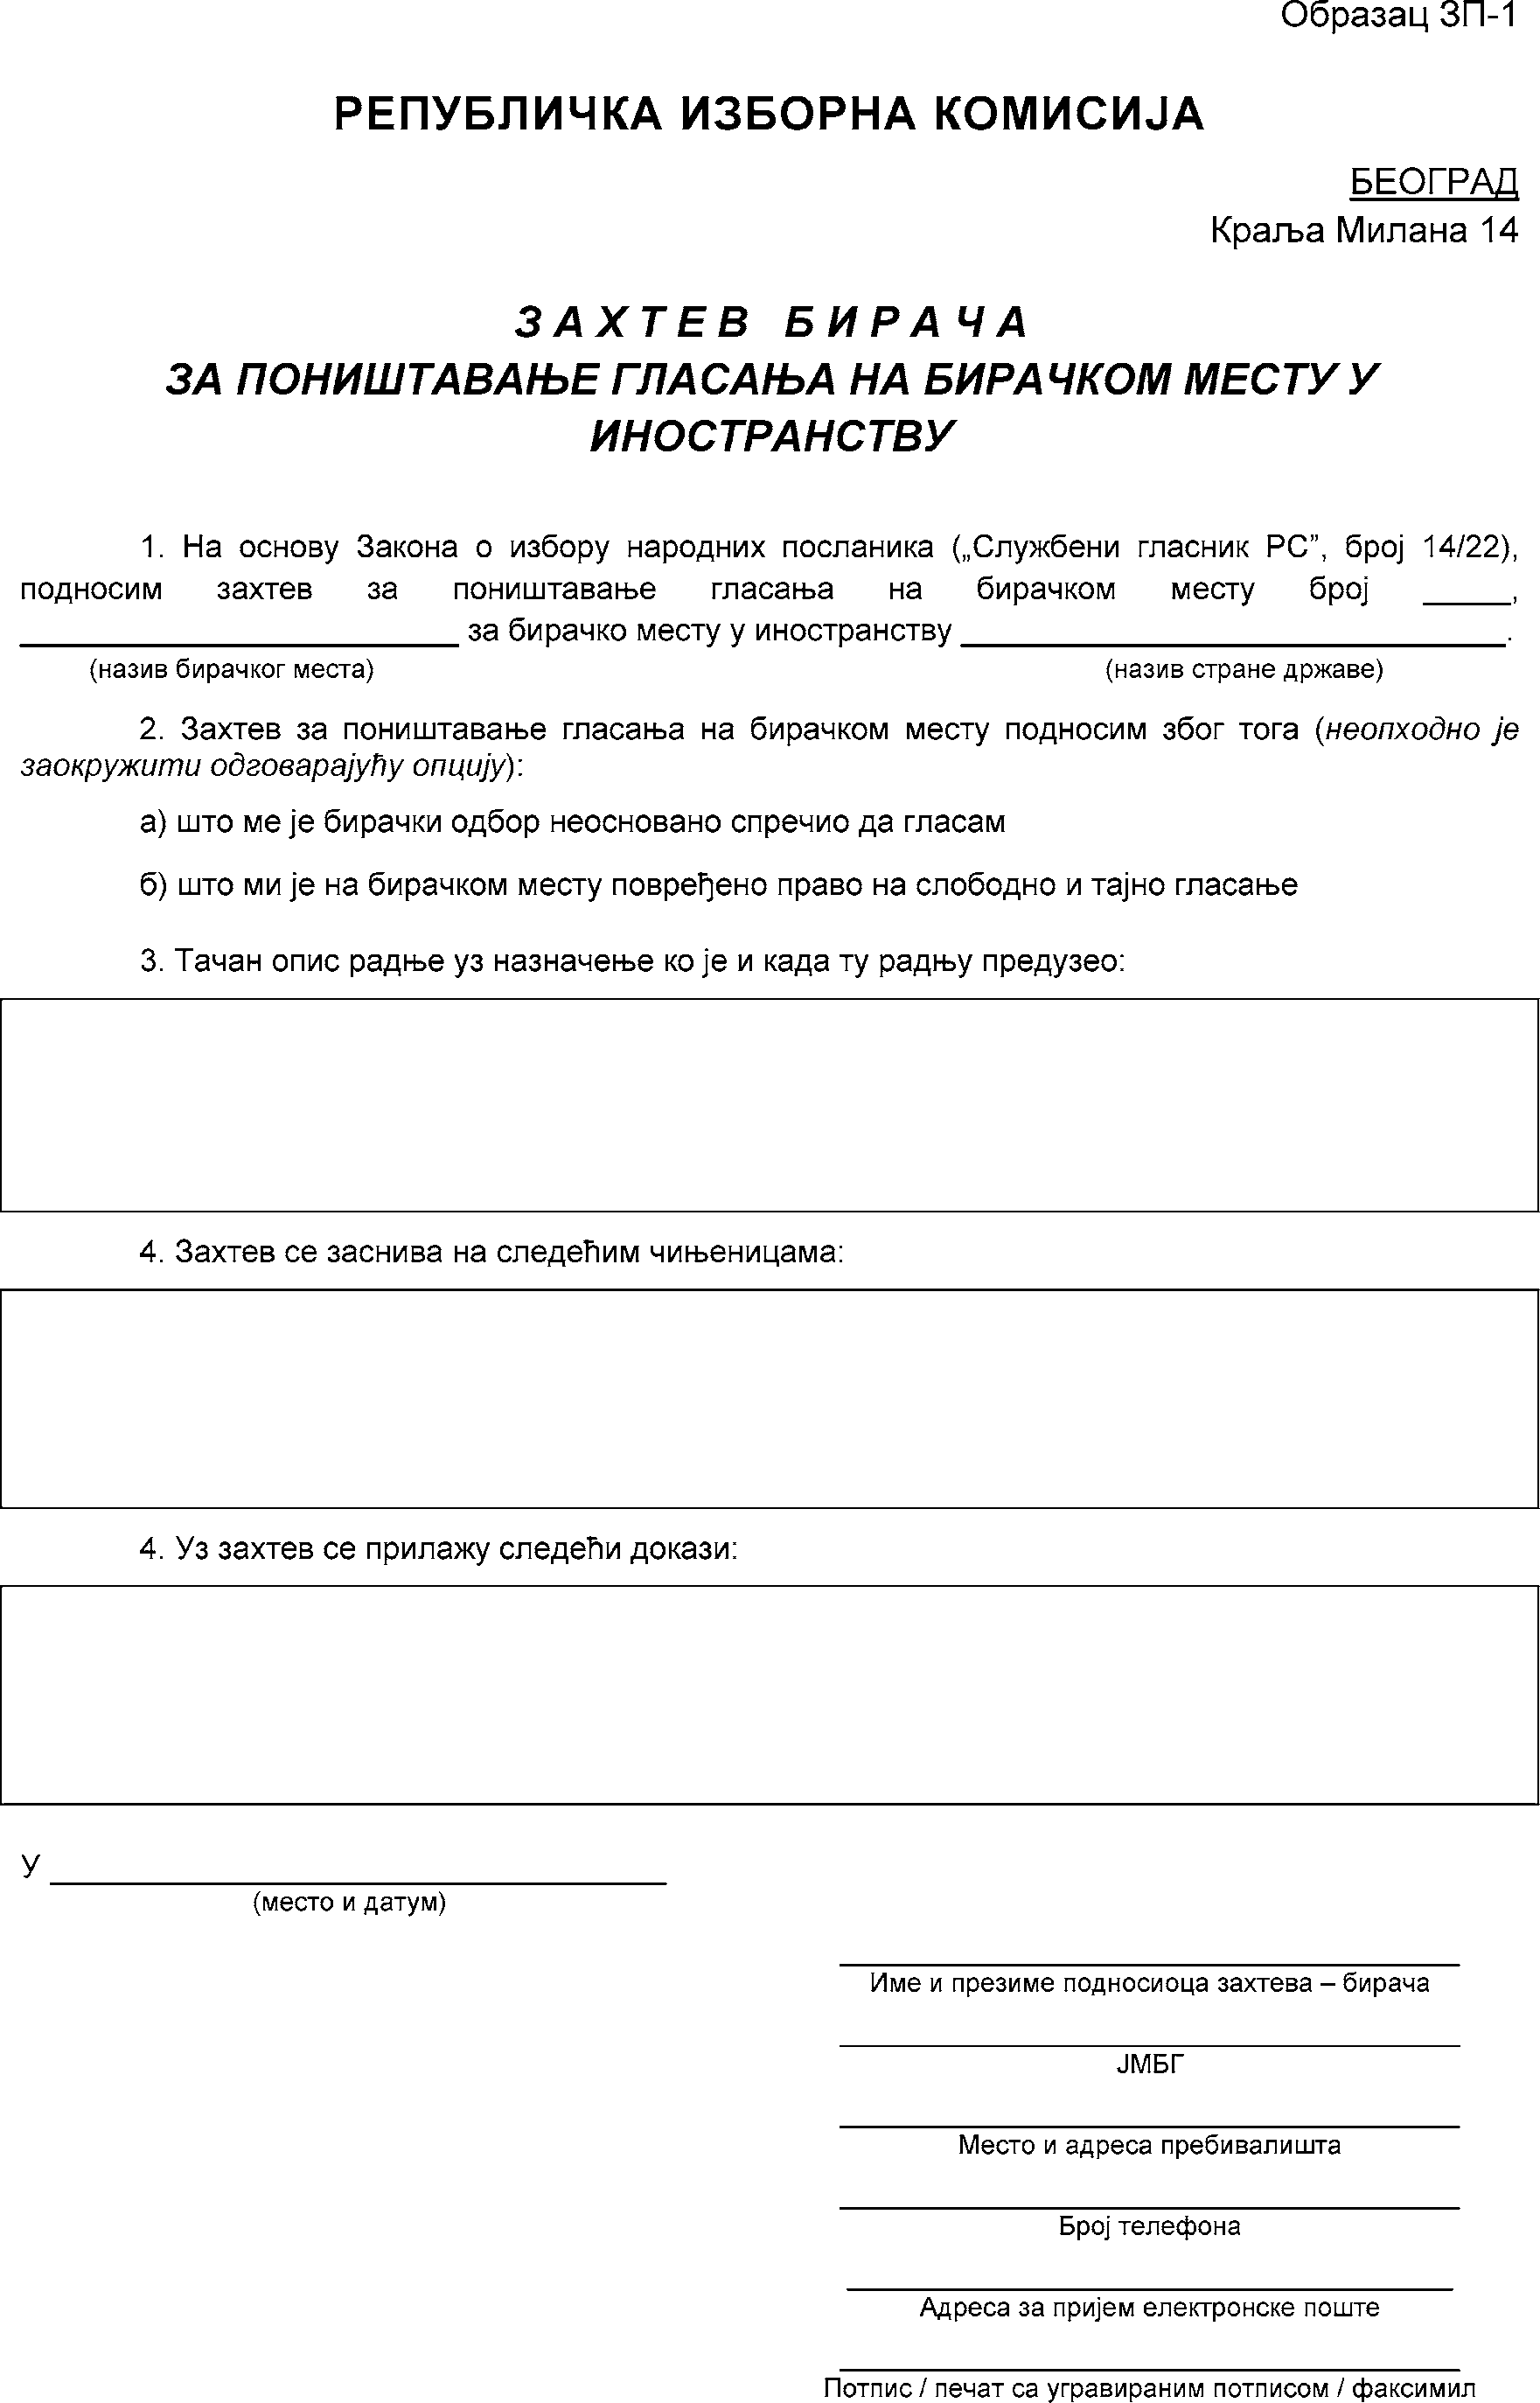 Образац ЗП-1
РЕПУБЛИЧКА ИЗБОРНА КОМИСИЈА
БЕОГРАД
Краља Милана 14
З А Х Т Е В Б И Р А Ч А
ЗА ПОНИШТАВАЊЕ ГЛАСАЊА НА БИРАЧКОМ МЕСТУ У
ИНОСТРАНСТВУ
1. На основу Закона о избору народних посланика („Службени гласник РС”, број 14/22),
подносим захтев за поништавање гласања на бирачком месту број _____,
_________________________ за бирачко месту у иностранству _______________________________.
(назив бирачког места) (назив стране државе)
2. Захтев за поништавање гласања на бирачком месту подносим због тога (неопходно је
заокружити одговарајућу опцију):
а) што ме је бирачки одбор неосновано спречио да гласам
б) што ми је на бирачком месту повређено право на слободно и тајно гласање
3. Тачан опис радње уз назначење ко је и када ту радњу предузео:
4. Захтев се заснива на следећим чињеницама:
4. Уз захтев се прилажу следећи докази:
У ___________________________________
(место и датум)
Име и презиме подносиоца захтева – бирача
ЈМБГ
Место и адреса пребивалишта
Број телефона
Адреса за пријем електронске поште
Потпис / печат са угравираним потписом / факсимил